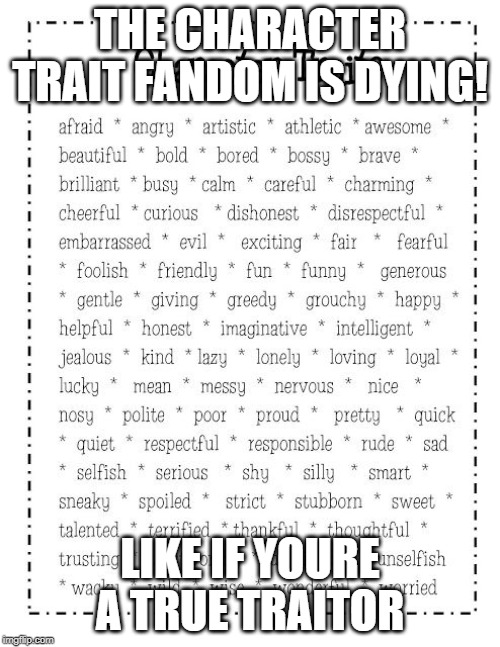 THE CHARACTER
TRAIT FANDOM IS DYING!
afraid * angry * artistic * athletic * awesome *
beautiful * bold * bored * bossy * brave *
brilliant * busy * calm * careful * charming *
cheerful * curious * dishonest * disrespectful *
embarrassed * evil * exciting * fair * fearful
* foolish * friendly * fun * funny * generous
* gentle * giving * greedy * grouchy * happy *
helpful * honest * imaginative * intelligent *
jealous * kind * lazy * lonely * loving * loyal *
lucky * mean * messy * nervous * nice *
nosy * polite * poor * proud * pretty * quick
* quiet * respectful * responsible * rude * sad
* selfish * serious * shy * silly * smart *
sneaky * spoiled * strict * stubborn * sweet *
talented * terrified * thankful * thoughtful *
trusting unselfish
* wacky * wild * wise * wonderful * worried
LIKE IF YOURE
A TRUE TRAITOR
imgflip.com